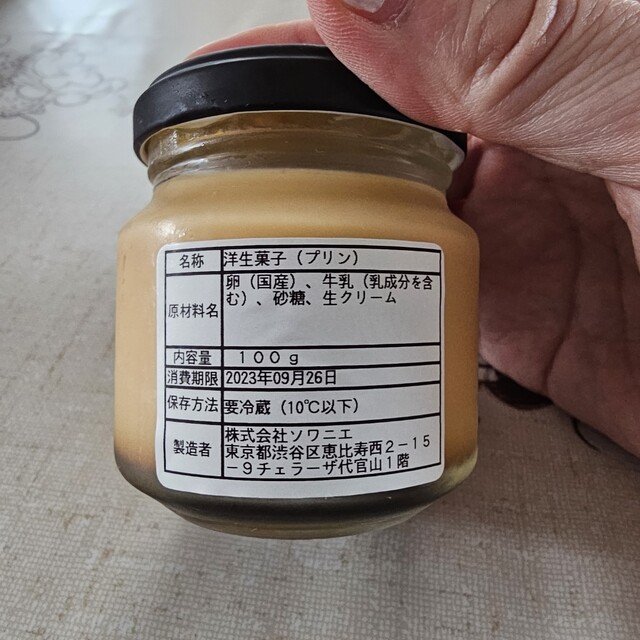 名称 洋生菓子（プリン）
原材料名 卵（国産）、牛乳（乳成分を含
む）、砂糖、生クリーム
内容量 １００ｇ
消費期限 2023年09月26日
保存方法 要冷蔵（10℃以下）
製造者 株式会社ソワニエ
東京都渋谷区恵比寿西２－１５
－９チェラーザ代官山１階